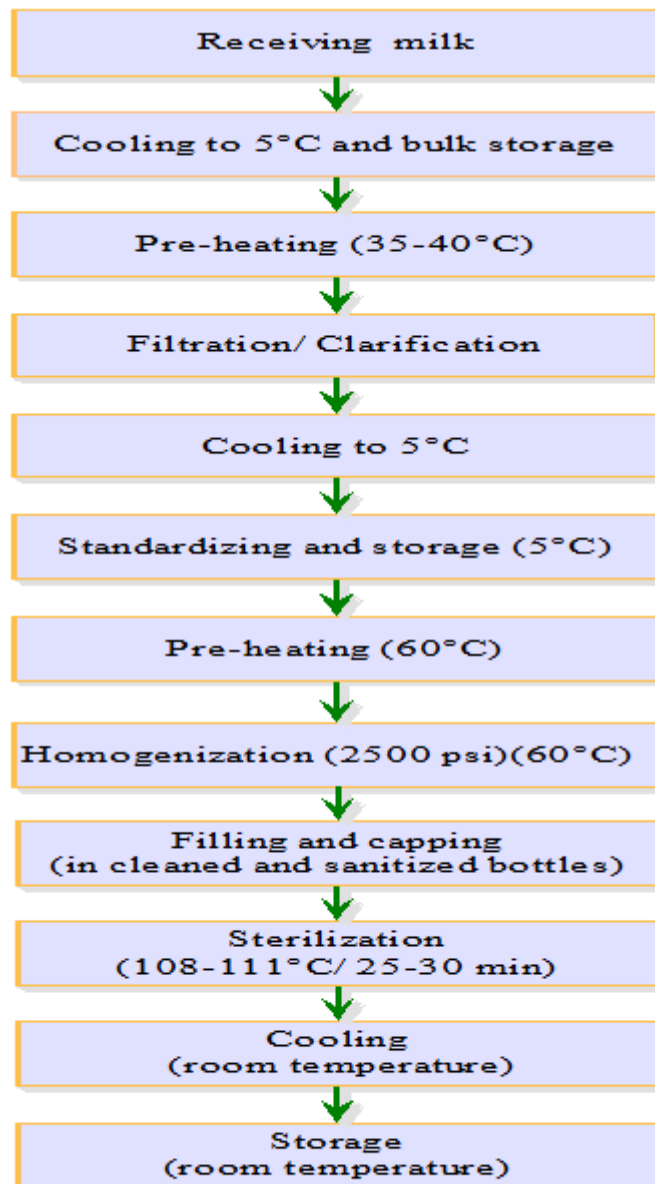 Receiving milk
Cooling to 5°C and bulk storage
Pre-heating (35-40°C)
Filtration/ Clarification
Cooling to 5°C
Standardizing and storage (5°C)
Pre-heating (60°C)
Homogenization (2500 psi)(60°C)
Filling and capping
(in cleaned and sanitized bottles)
Sterilization
(108-111°C/ 25-30 min)
Cooling
(room temperature)
Storage
(room temperature)